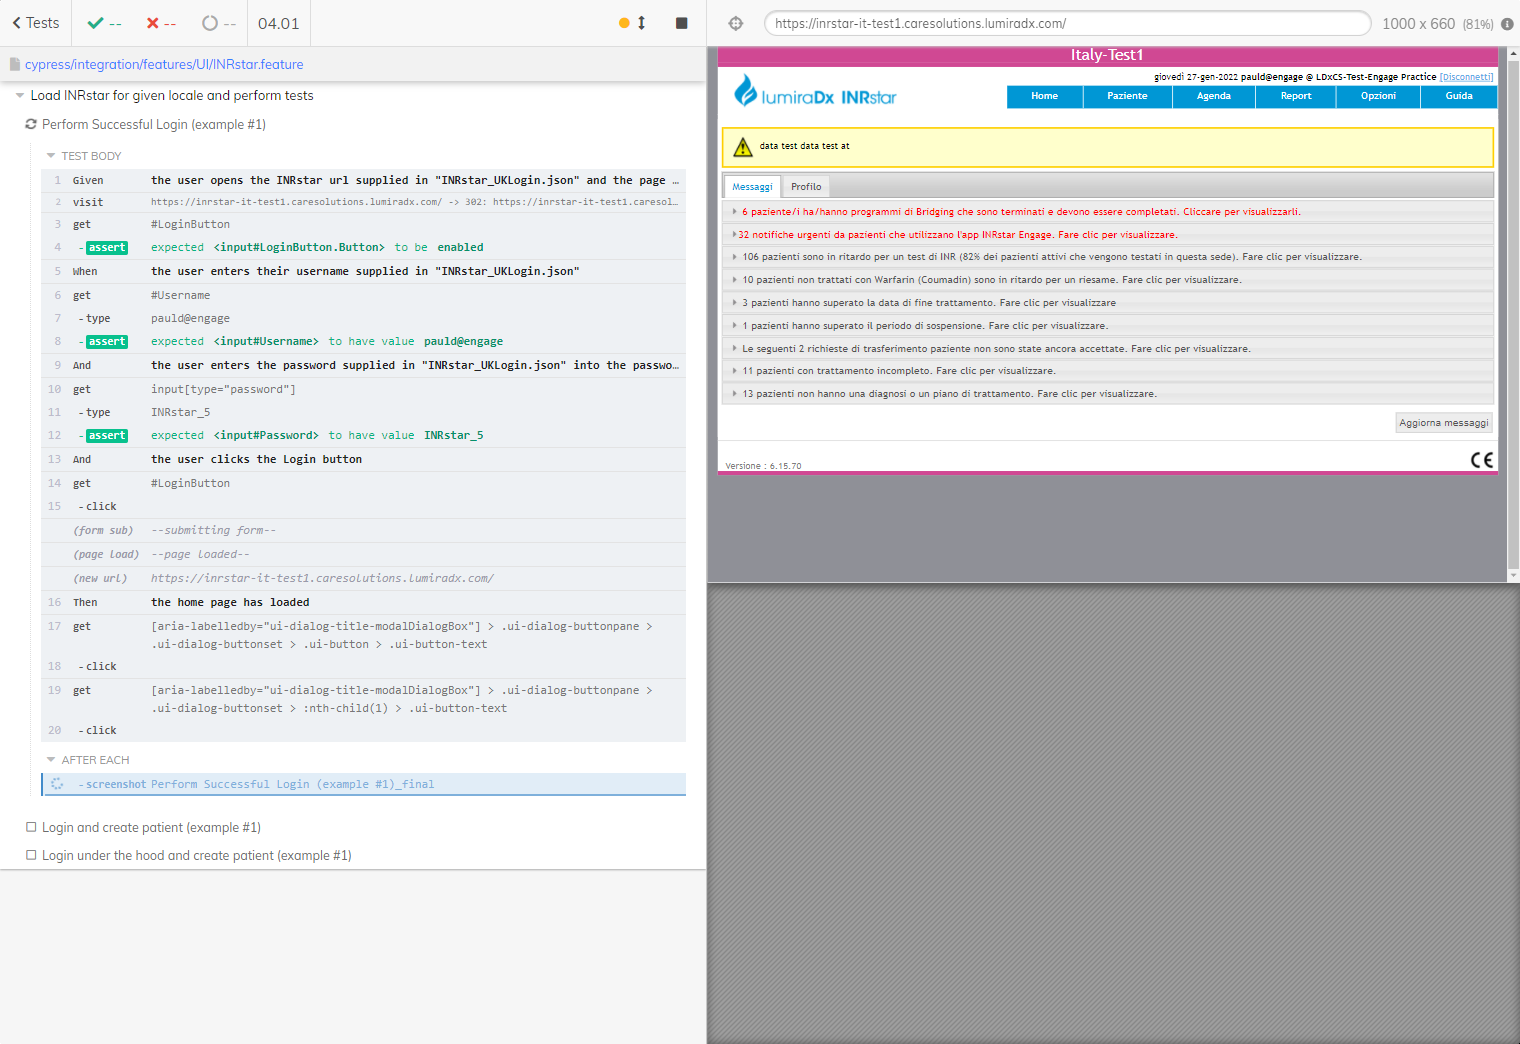 Tests
--
--
--
04.01
cypress/integration/features/UI/INRstar.feature
Load INRstar for given locale and perform tests
Perform Successful Login (example #1)
TEST BODY
1 Given the user opens the INRstar url supplied in "INRstar_UKLogin.json" and the page …
2 visit https://inrstar-it-test1.caresolutions.lumiradx.com/ -> 302: https://inrstar-it-test1.caresol…
3 get #LoginButton
4 -assert expected <input#LoginButton.Button> to be enabled
5 When the user enters their username supplied in "INRstar_UKLogin.json"
6 get #Username
7 -type pauld@engage
8 -assert expected <input#Username> to have value pauld@engage
9 And the user enters the password supplied in "INRstar_UKLogin.json" into the passwo…
10 get input[type="password"]
11 -type INRstar_5
12 -assert expected <input#Password> to have value INRstar_5
13 And the user clicks the Login button
14 get #LoginButton
15 -click
(form sub) --submitting form--
(page load) --page loaded--
(new url) https://inrstar-it-test1.caresolutions.lumiradx.com/
16 Then the home page has loaded
17 get [aria-labelledby="ui-dialog-title-modalDialogBox"] > .ui-dialog-buttonpane >
.ui-dialog-buttonset > .ui-button > .ui-button-text
18 -click
19 get [aria-labelledby="ui-dialog-title-modalDialogBox"] > .ui-dialog-buttonpane >
.ui-dialog-buttonset > :nth-child(1) > .ui-button-text
20 -click
AFTER EACH
-screenshot Perform Successful Login (example #1)_final
Login and create patient (example #1)
Login under the hood and create patient (example #1)
https://inrstar-it-test1.caresolutions.lumiradx.com/
1000 x 660 (81%)
Italy-Test1
giovedì 27-gen-2022 pauld@engage @ LDxCS-Test-Engage Practice [Disconnetti]
lumiraDx INRstar
Home Paziente Agenda Report Opzioni Guida
data test data test at
Messaggi Profilo
6 paziente/i ha/hanno programmi di Bridging che sono terminati e devono essere completati. Cliccare per visualizzarli.
32 notifiche urgenti da pazienti che utilizzano l'app INRstar Engage. Fare clic per visualizzare.
106 pazienti sono in ritardo per un test di INR (82% dei pazienti attivi che vengono testati in questa sede). Fare clic per visualizzare.
10 pazienti non trattati con Warfarin (Coumadin) sono in ritardo per un riesame. Fare clic per visualizzare.
3 pazienti hanno superato la data di fine trattamento. Fare clic per visualizzare
1 pazienti hanno superato il periodo di sospensione. Fare clic per visualizzare.
Le seguenti 2 richieste di trasferimento paziente non sono state ancora accettate. Fare clic per visualizzare.
11 pazienti con trattamento incompleto. Fare clic per visualizzare.
13 pazienti non hanno una diagnosi o un piano di trattamento. Fare clic per visualizzare.
Aggiorna messaggi
Versione : 6.15.70
CE